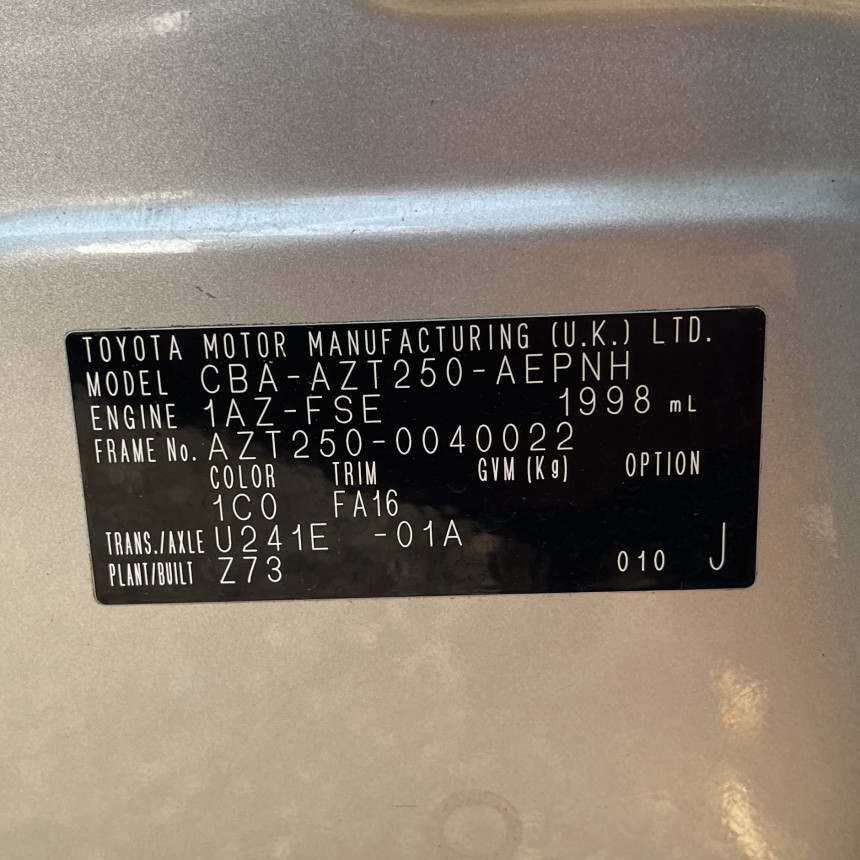 TOYOTA MOTOR MANUFACTURING (U.K.) LTD.
MODEL CBA-AZT250-AEPNH
ENGINE 1AZ-FSE 1998 mL
FRAME No. AZT250-0040022
COLOR TRIM GVM (Kg) OPTION
1C0 FA16
TRANS./AXLE U241E -01A
PLANT/BUILT Z73 010 J